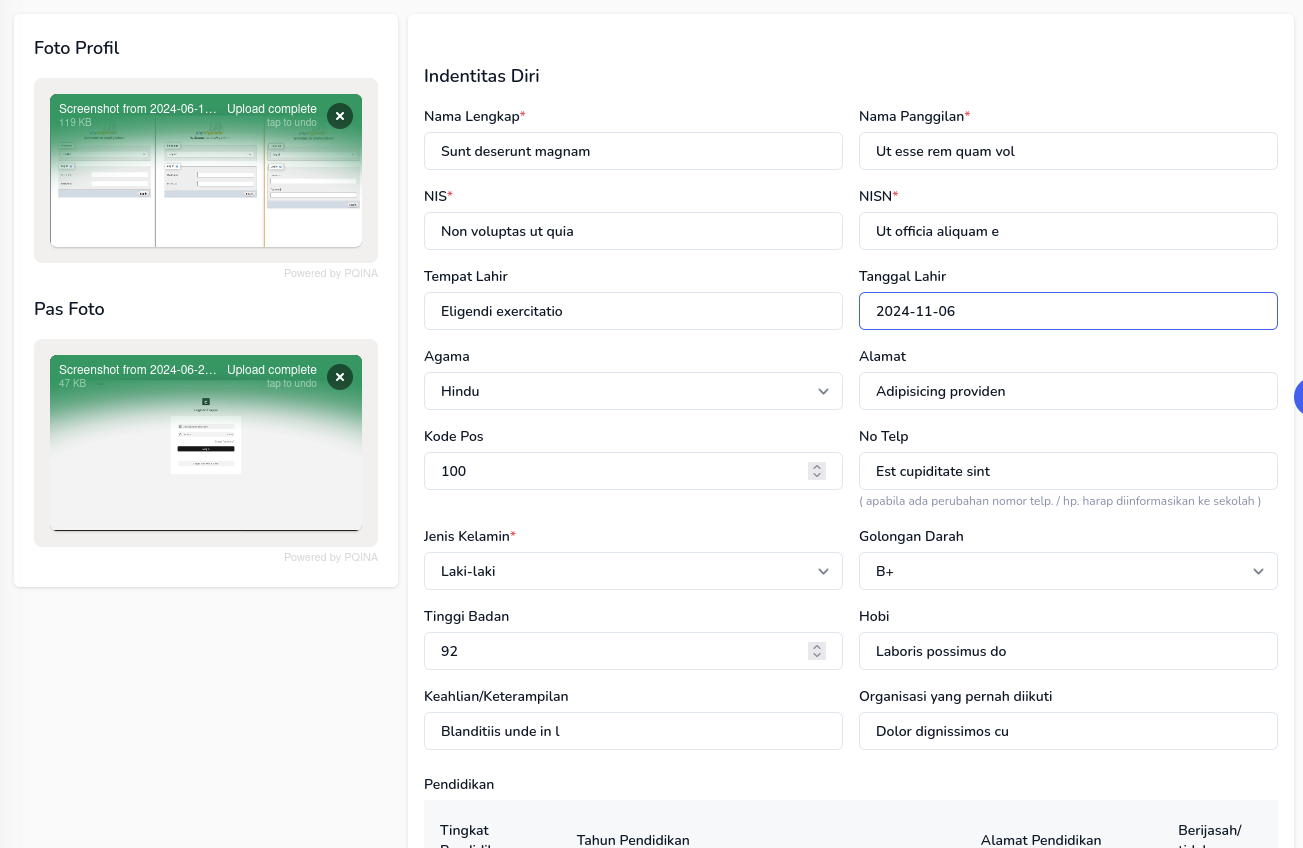 Foto Profil
Screenshot from 2024-06-1... Upload complete
119 KB tap to undo
Powered by PQINA
Pas Foto
Screenshot from 2024-06-2... Upload complete
47 KB tap to undo
Powered by PQINA
Indentitas Diri
Nama Lengkap* Nama Panggilan*
Sunt deserunt magnam Ut esse rem quam vol
NIS* NISN*
Non voluptas ut quia Ut officia aliquam e
Tempat Lahir Tanggal Lahir
Eligendi exercitatio 2024-11-06
Agama Alamat
Hindu Adipisicing providen
Kode Pos No Telp
100 Est cupiditate sint
( apabila ada perubahan nomor telp. / hp. harap diinformasikan ke sekolah )
Jenis Kelamin* Golongan Darah
Laki-laki B+
Tinggi Badan Hobi
92 Laboris possimus do
Keahlian/Keterampilan Organisasi yang pernah diikuti
Blanditiis unde in l Dolor dignissimos cu
Pendidikan
Tingkat Tahun Pendidikan Alamat Pendidikan Berijasah/